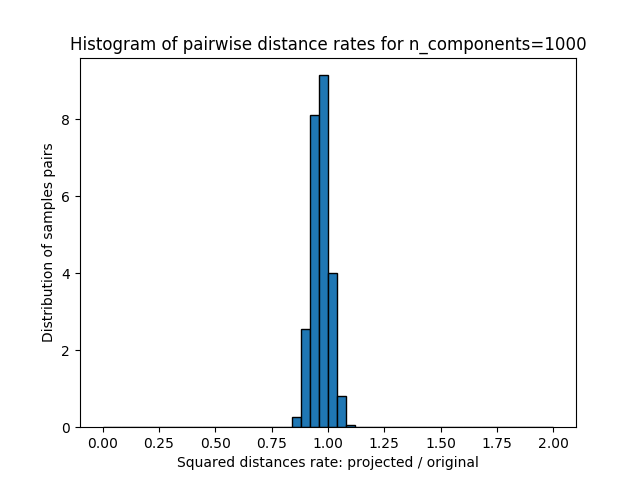 Histogram of pairwise distance rates for n_components=1000
Distribution of samples pairs
8
6
4
2
0
0.00 0.25 0.50 0.75 1.00 1.25 1.50 1.75 2.00
Squared distances rate: projected / original